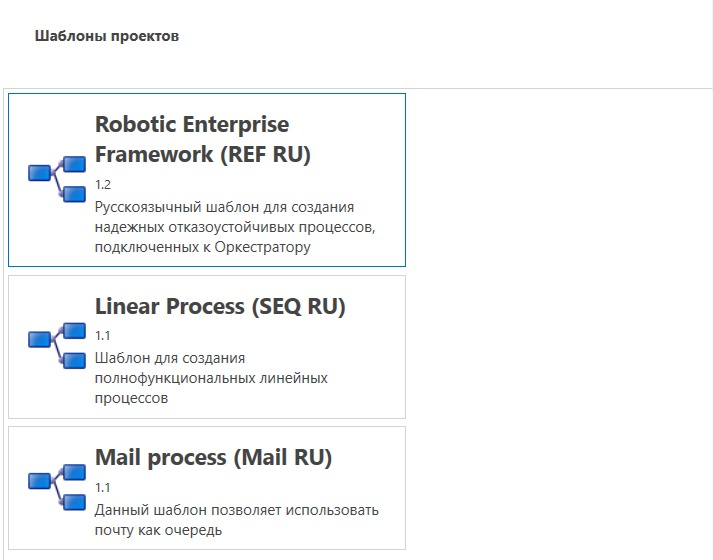 Шаблоны проектов
Robotic Enterprise
Framework (REF RU)
1.2
Русскоязычный шаблон для создания
надежных отказоустойчивых процессов,
подключенных к Оркестратору
Linear Process (SEQ RU)
1.1
Шаблон для создания
полнофункциональных линейных
процессов
Mail process (Mail RU)
1.1
Данный шаблон позволяет использовать
почту как очередь